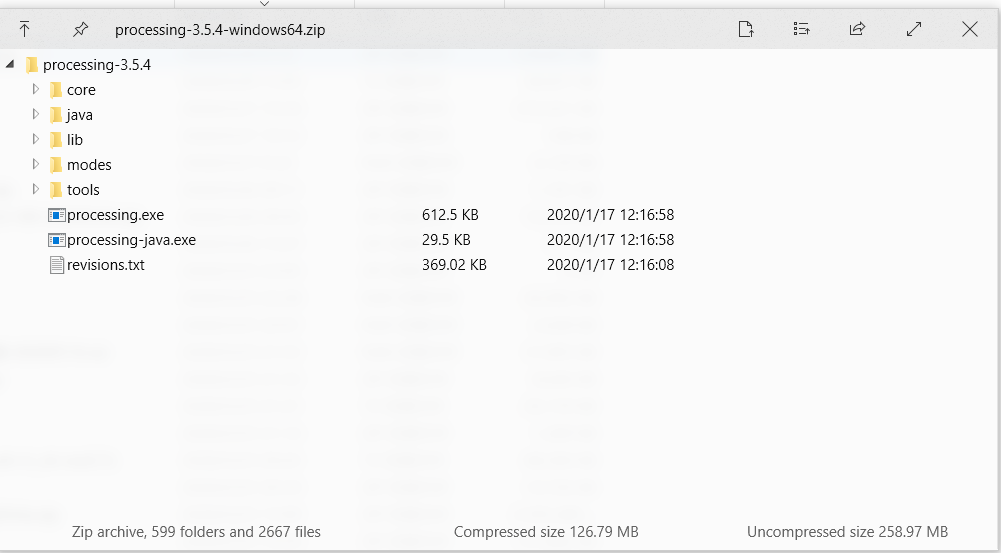 processing-3.5.4-windows64.zip
processing-3.5.4
core
java
lib
modes
tools
processing.exe 612.5 KB 2020/1/17 12:16:58
processing-java.exe 29.5 KB 2020/1/17 12:16:58
revisions.txt 369.02 KB 2020/1/17 12:16:08
Zip archive, 599 folders and 2667 files Compressed size 126.79 MB Uncompressed size 258.97 MB